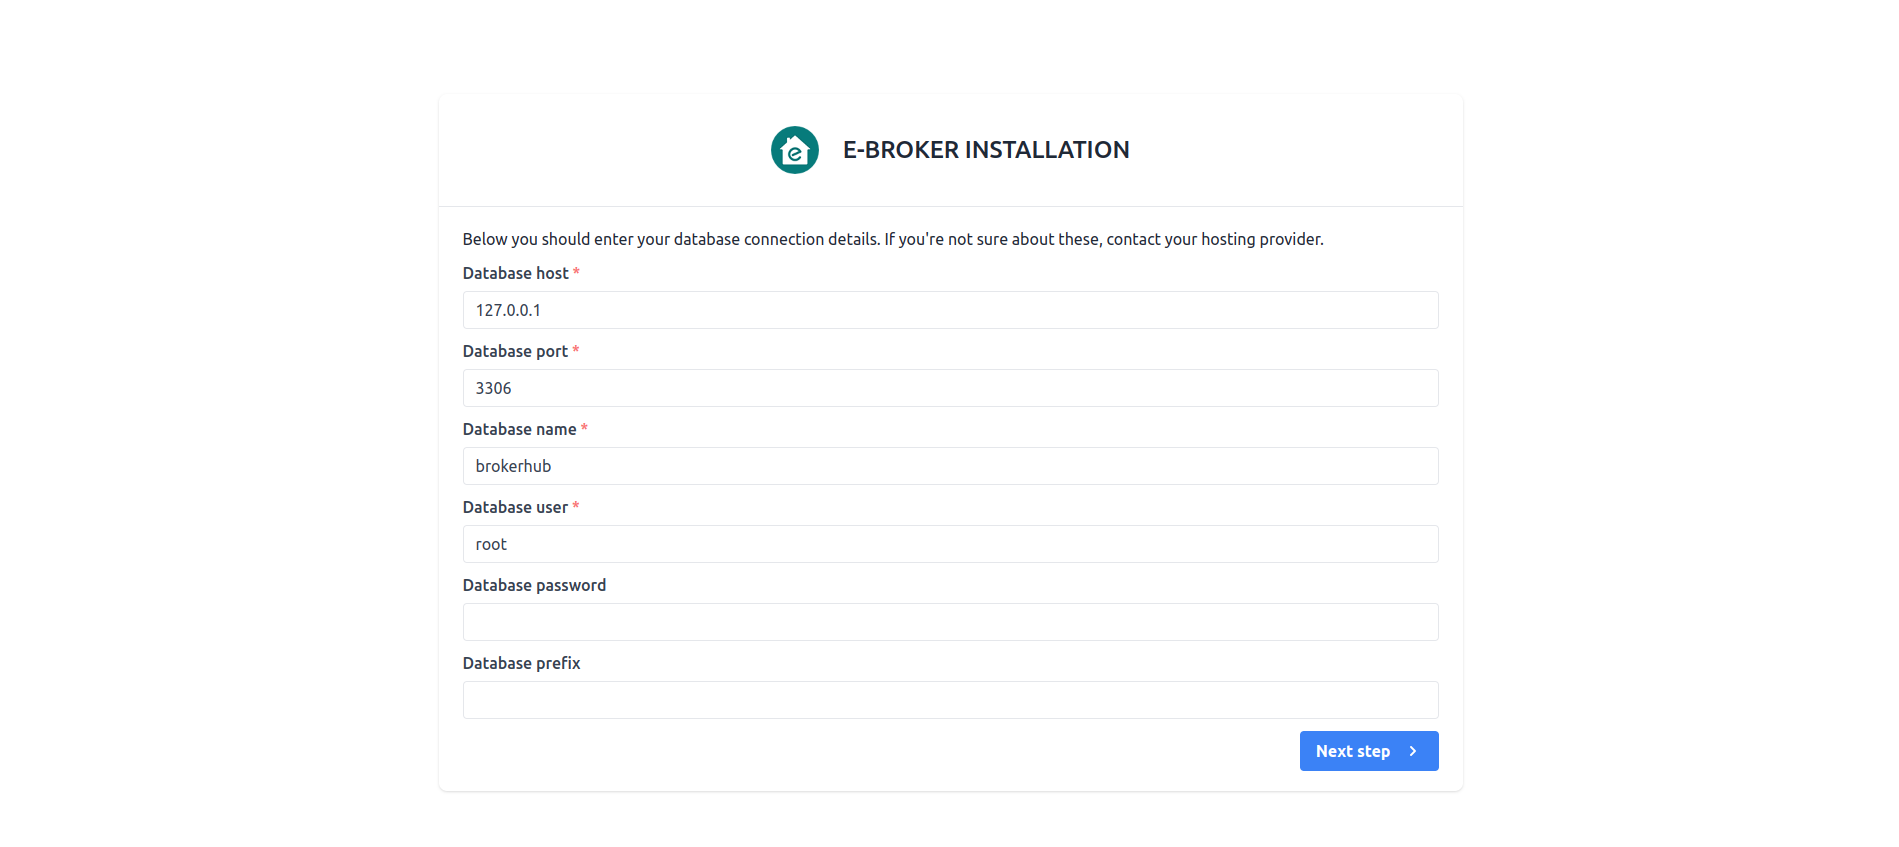 E-BROKER INSTALLATION
Below you should enter your database connection details. If you're not sure about these, contact your hosting provider.
Database host *
127.0.0.1
Database port *
3306
Database name *
brokerhub
Database user *
root
Database password
Database prefix
Next step